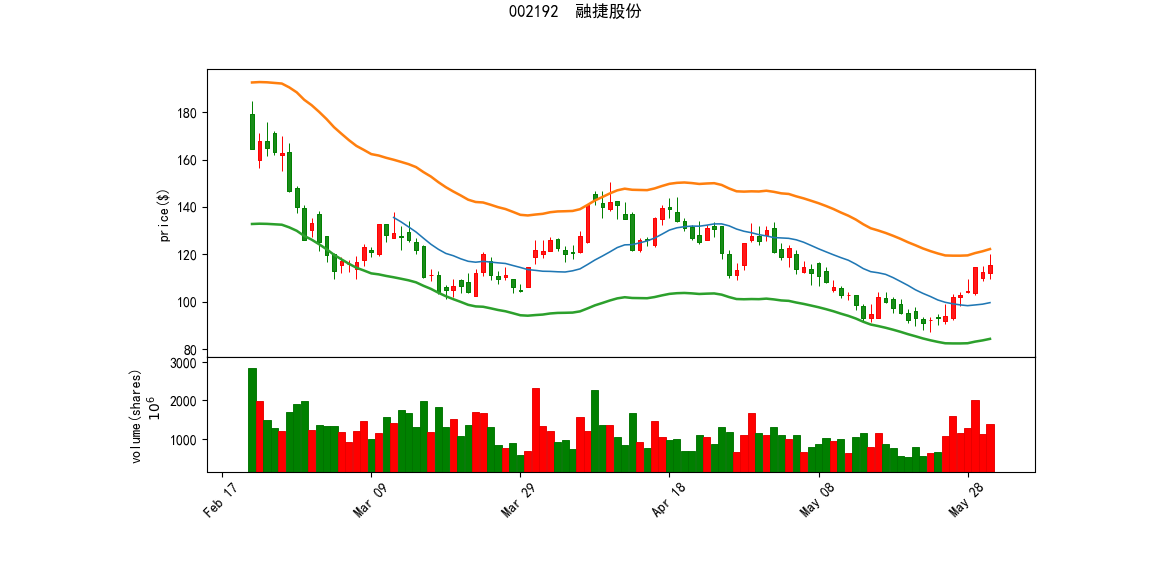 002192 融捷股份
price($)
180
160
140
120
100
80
volume(shares)
10^6
3000
2000
1000
Feb 17
Mar 09
Mar 29
Apr 18
May 08
May 28